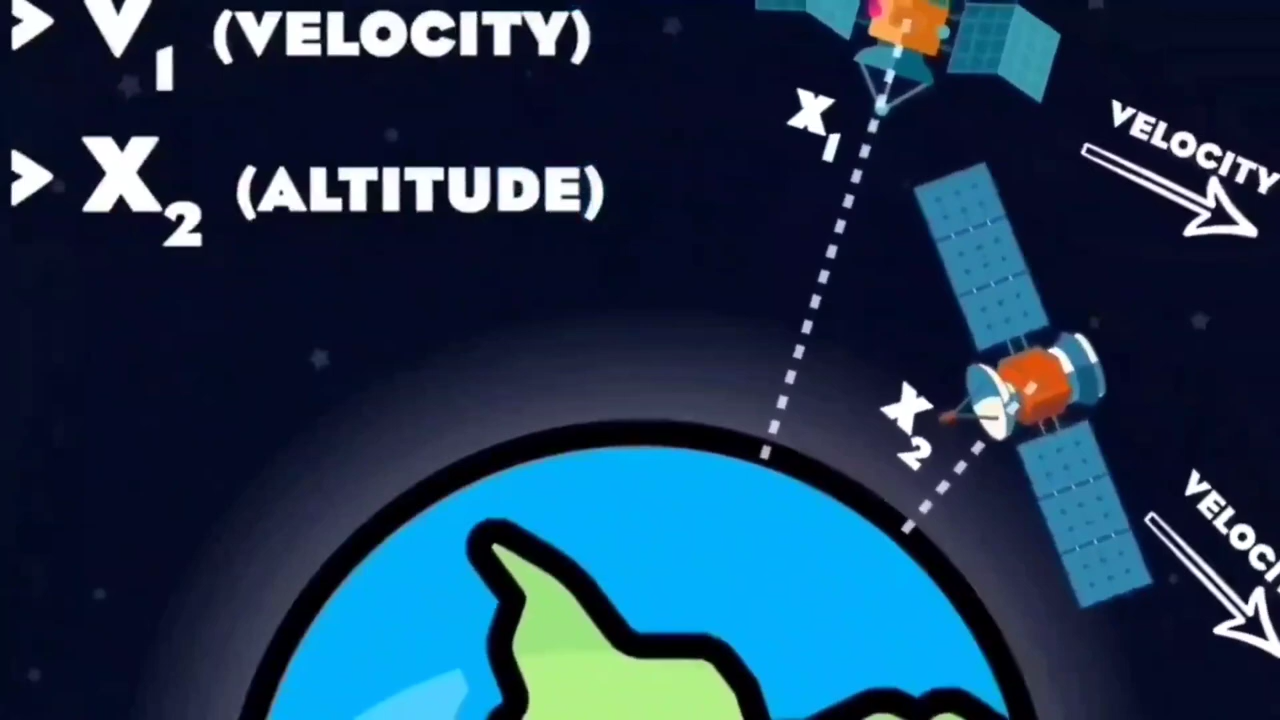 > V1 (VELOCITY)
> X2 (ALTITUDE)
X1
VELOCITY
X2